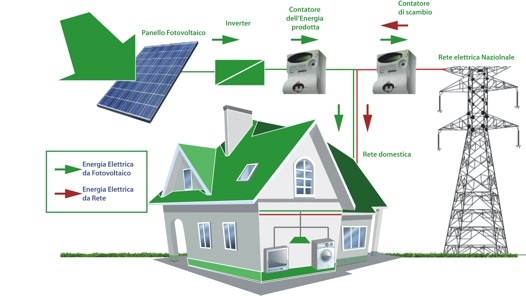 Contatore
dell'Energia
prodotta
Contatore
di scambio
Panello Fotovoltaico
Inverter
Rete elettrica Naziolnale
Rete domestica
Energia Elettrica
da Fotovoltaico
Energia Elettrica
da Rete